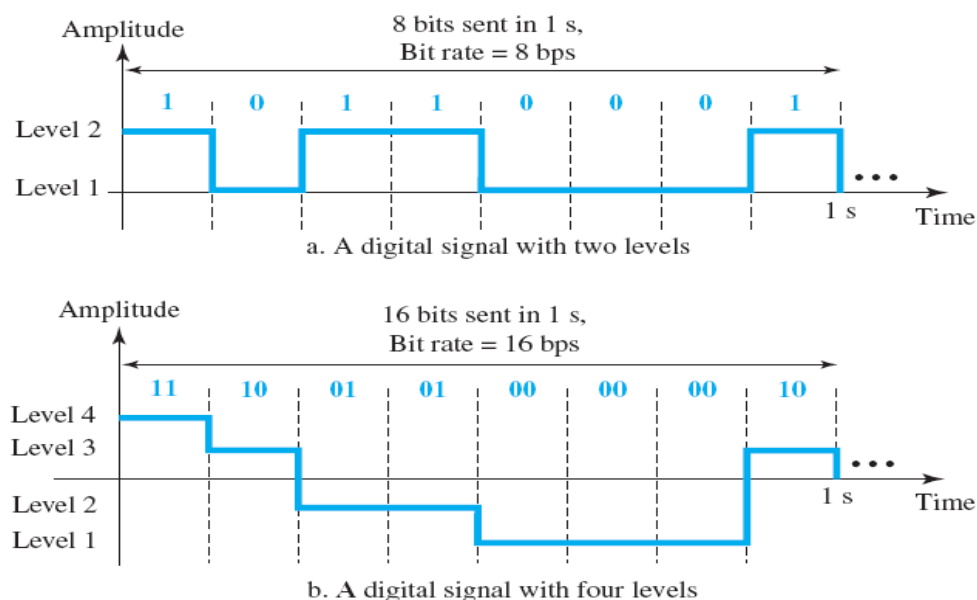 8 bits sent in 1 s,
Amplitude
Bit rate = 8 bps
1 0 1 1 0 0 0 1
Level 2
Level 1
1 s
Time
a. A digital signal with two levels
Amplitude
16 bits sent in 1 s,
Bit rate = 16 bps
11 10 01 01 00 00 00 10
Level 4
Level 3
Level 2
1 s
Time
Level 1
b. A digital signal with four levels